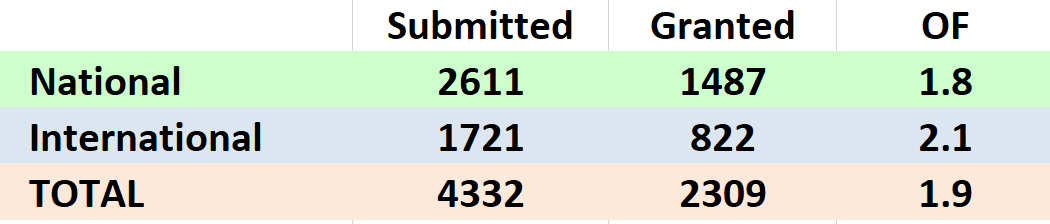 Submitted Granted OF
National 2611 1487 1.8
International 1721 822 2.1
TOTAL 4332 2309 1.9